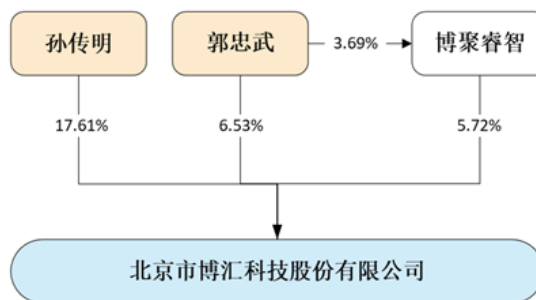 孙传明
郭忠武
3.69%
博聚睿智
17.61%
6.53%
5.72%
北京市博汇科技股份有限公司